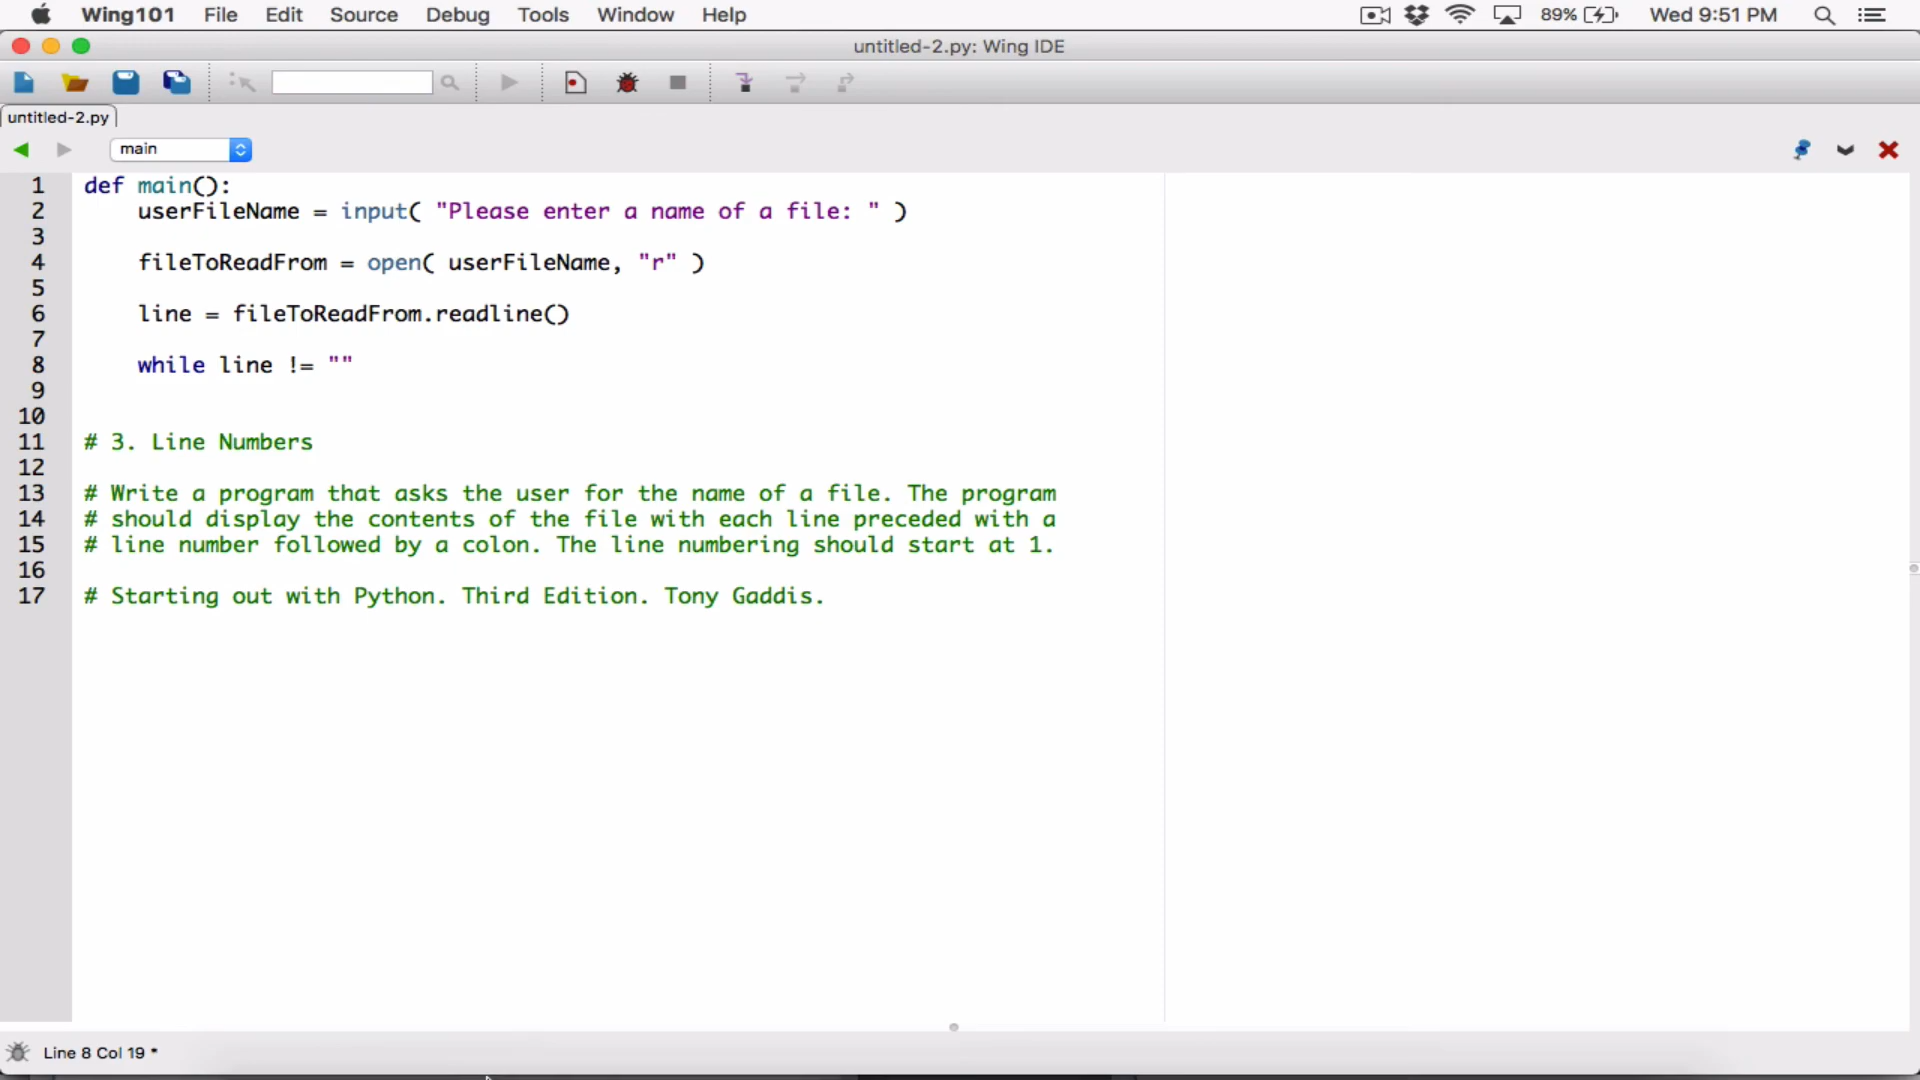 Wing101 File Edit Source Debug Tools Window Help 89% Wed 9:51 PM
untitled-2.py: Wing IDE
untitled-2.py
main
1 def main():
2     userFileName = input( "Please enter a name of a file: " )
3
4     fileToReadFrom = open( userFileName, "r" )
5
6     line = fileToReadFrom.readline()
7
8     while line != ""
9
10
11 # 3. Line Numbers
12
13 # Write a program that asks the user for the name of a file. The program
14 # should display the contents of the file with each line preceded with a
15 # line number followed by a colon. The line numbering should start at 1.
16
17 # Starting out with Python. Third Edition. Tony Gaddis.
Line 8 Col 19 *